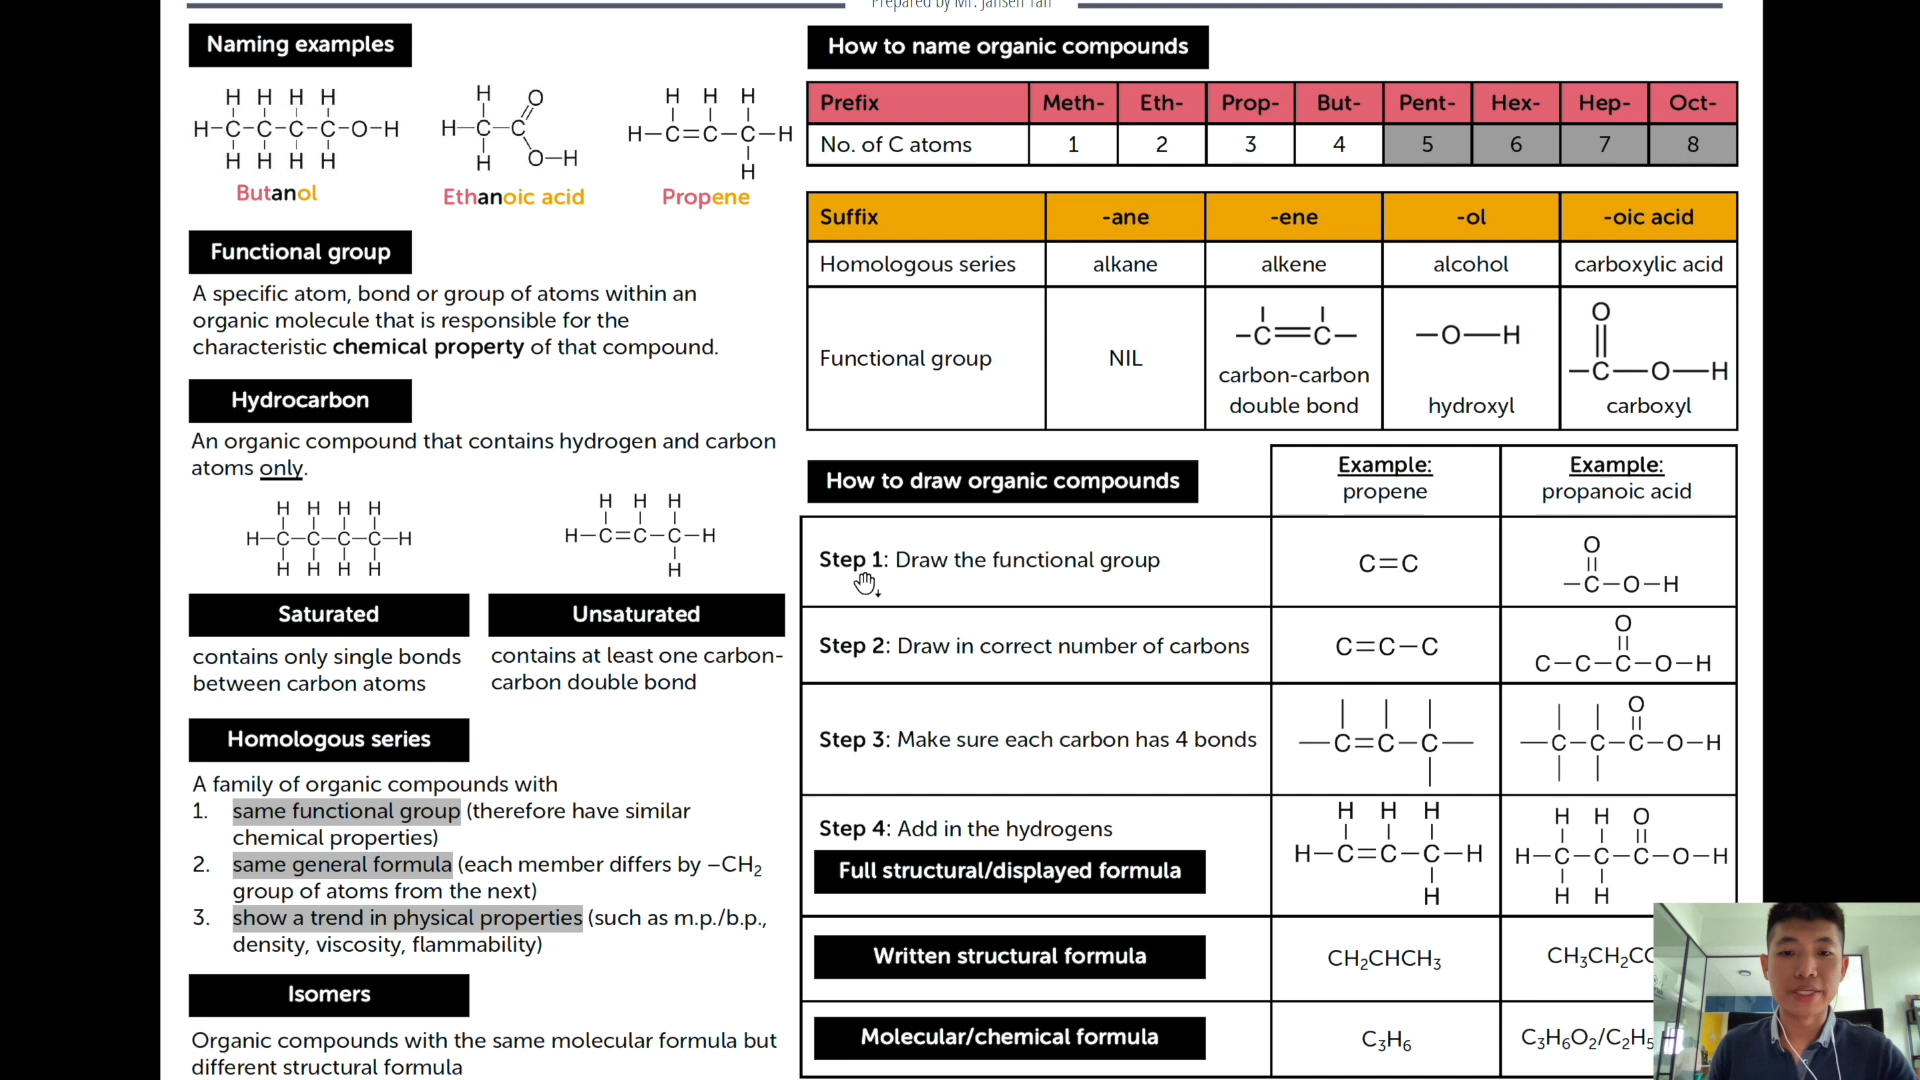 Prepared by Mr. Jansen Tan
Naming examples
H H H H
H–C–C–C–C–O–H
H H H H
Butanol
H O
H–C–C
H O–H
Ethanoic acid
H H H
H–C=C–C–H
H
Propene
Functional group
A specific atom, bond or group of atoms within an
organic molecule that is responsible for the
characteristic chemical property of that compound.
Hydrocarbon
An organic compound that contains hydrogen and carbon
atoms only.
H H H H
H–C–C–C–C–H
H H H H
H H H
H–C=C–C–H
H
Saturated
contains only single bonds
between carbon atoms
Unsaturated
contains at least one carbon-
carbon double bond
Homologous series
A family of organic compounds with
1. same functional group (therefore have similar
chemical properties)
2. same general formula (each member differs by –CH₂
group of atoms from the next)
3. show a trend in physical properties (such as m.p./b.p.,
density, viscosity, flammability)
Isomers
Organic compounds with the same molecular formula but
different structural formula
How to name organic compounds
Prefix Meth- Eth- Prop- But- Pent- Hex- Hep- Oct-
No. of C atoms 1 2 3 4 5 6 7 8
Suffix -ane -ene -ol -oic acid
Homologous series alkane alkene alcohol carboxylic acid
O
–C=C– –O–H
Functional group NIL
–C–O–H
carbon-carbon
double bond hydroxyl carboxyl
How to draw organic compounds
Example:
propene
Example:
propanoic acid
Step 1: Draw the functional group
C=C
O
–C–O–H
Step 2: Draw in correct number of carbons
C=C–C
O
C–C–C–O–H
Step 3: Make sure each carbon has 4 bonds
–C=C–C–
O
–C–C–C–O–H
Step 4: Add in the hydrogens
Full structural/displayed formula
H H H
H–C=C–C–H
H
H H O
H–C–C–C–O–H
H H
Written structural formula
CH₂CHCH₃
CH₃CH₂CO
Molecular/chemical formula
C₃H₆
C₃H₆O₂/C₂H₅